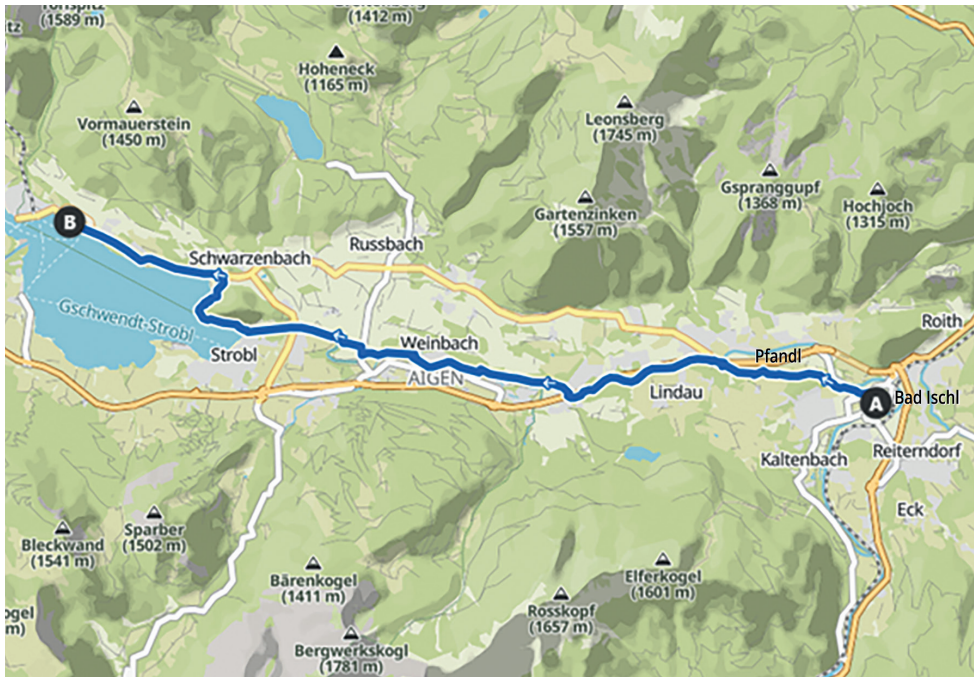 (1589 m)
(1412 m)
Hoheneck
(1165 m)
Vormauerstein
(1450 m)
Leonsberg
(1745 m)
Gspranggupf
(1368 m)
Hochjoch
(1315 m)
Gartenzinken
(1557 m)
B
Russbach
Schwarzenbach
Gschwendt-Strobl
Roith
Strobl
Weinbach
Pfandl
AIGEN
Lindau
A
Bad Ischl
Kaltenbach
Reiterndorf
Eck
Sparber
(1502 m)
Bleckwand
(1541 m)
Bärenkogel
(1411 m)
Elferkogel
(1601 m)
Rosskopf
(1657 m)
ogel
m)
Bergwerkskogl
(1781 m)